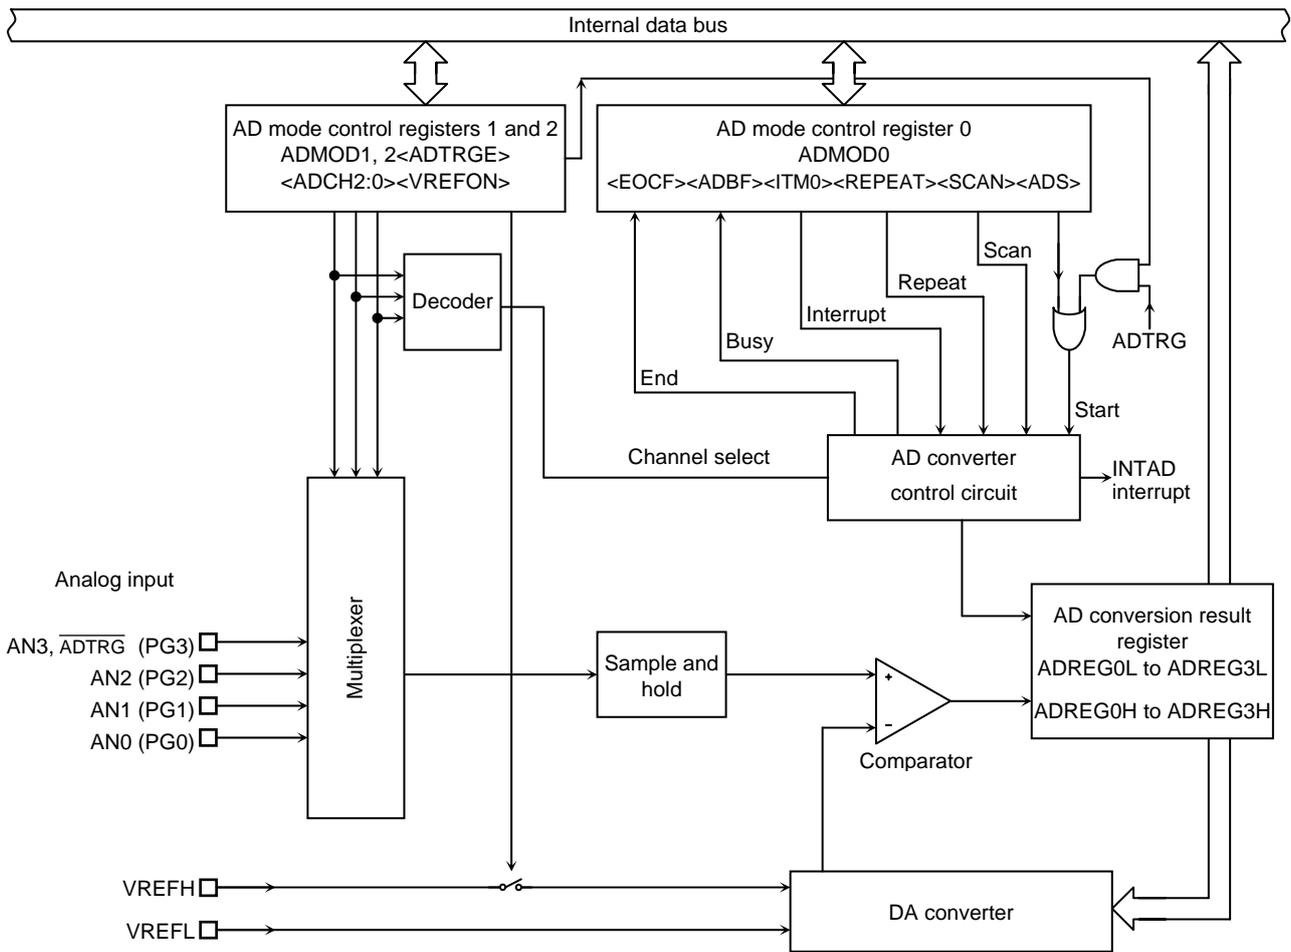 Internal data bus
AD mode control registers 1 and 2
ADMOD1, 2<ADTRGE>
<ADCH2:0><VREFON>
AD mode control register 0
ADMOD0
<EOCF><ADBF><ITM0><REPEAT><SCAN><ADS>
Scan
Decoder
Repeat
Interrupt
Busy
ADTRG
End
Start
Channel select
AD converter
control circuit
INTAD
interrupt
Analog input
Multiplexer
AN3, ADTRG (PG3)
AN2 (PG2)
AN1 (PG1)
AN0 (PG0)
Sample and
hold
+
−
Comparator
AD conversion result
register
ADREG0L to ADREG3L
ADREG0H to ADREG3H
VREFH
VREFL
DA converter